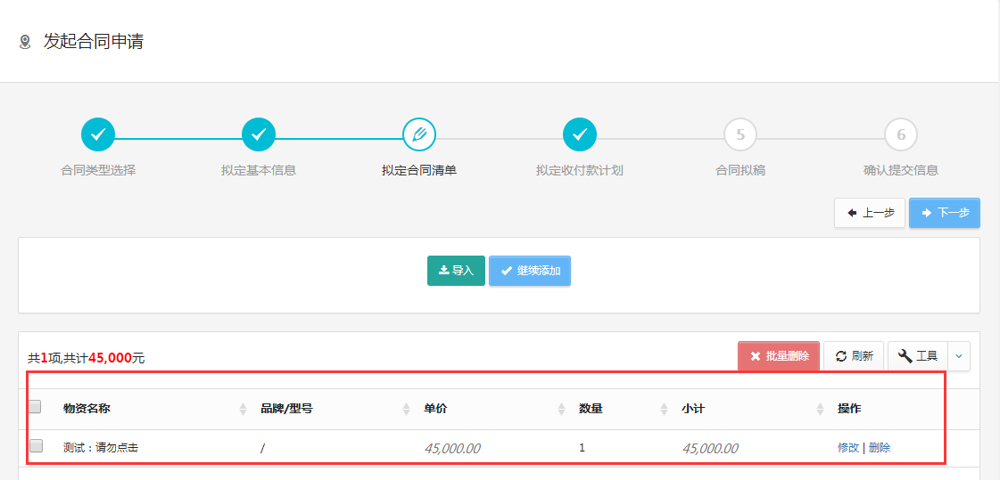 发起合同申请
5 6
合同类型选择 拟定基本信息 拟定合同清单 拟定收付款计划 合同拟稿 确认提交信息
上一步 下一步
导入 继续添加
共1项,共计45,000元 批量删除 刷新 工具
物资名称 品牌/型号 单价 数量 小计 操作
测试：请勿点击 / 45,000.00 1 45,000.00 修改 | 删除